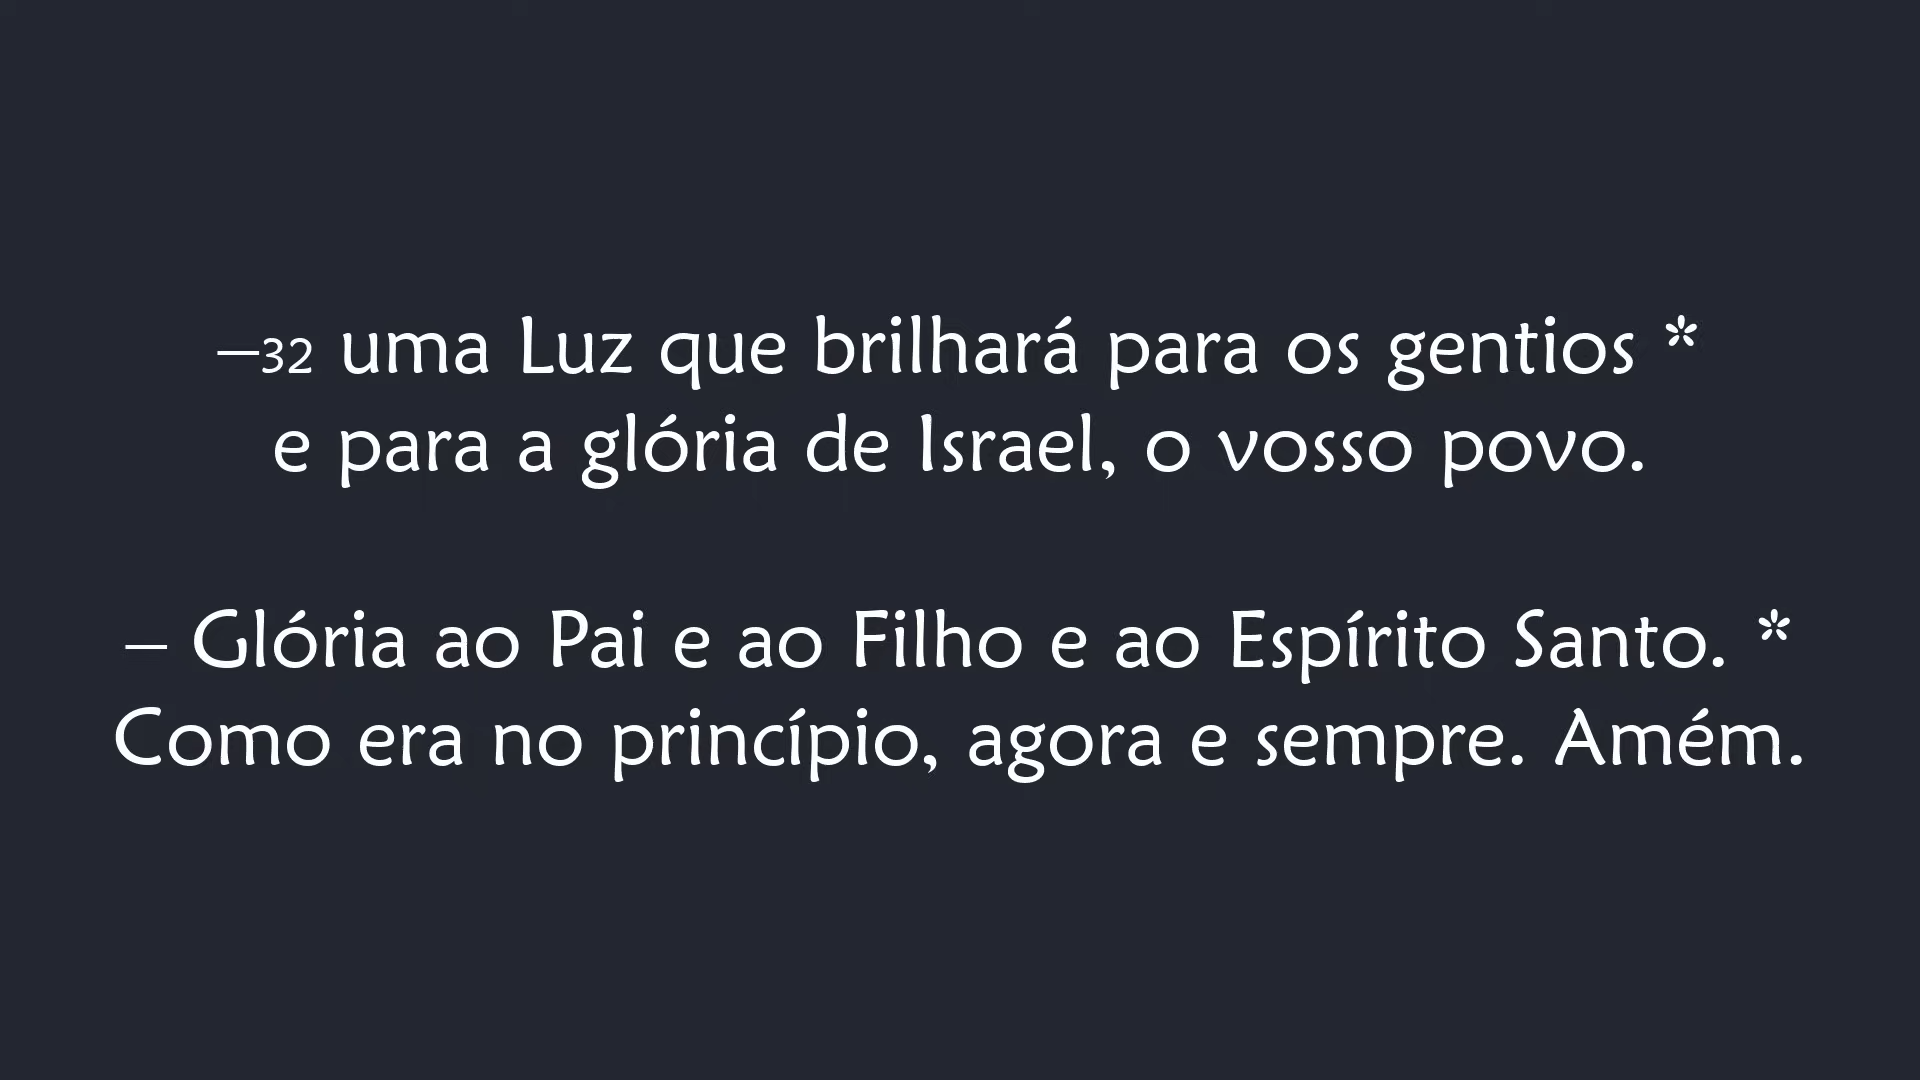 –32 uma Luz que brilhará para os gentios *
e para a glória de Israel, o vosso povo.
– Glória ao Pai e ao Filho e ao Espírito Santo. *
Como era no princípio, agora e sempre. Amém.